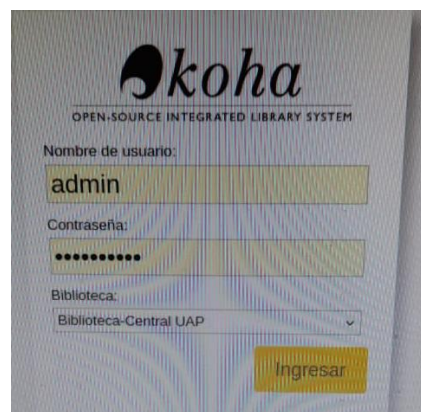 koha
OPEN-SOURCE INTEGRATED LIBRARY SYSTEM
Nombre de usuario:
admin
Contraseña:
••••••••••
Biblioteca:
Biblioteca-Central UAP
Ingresar